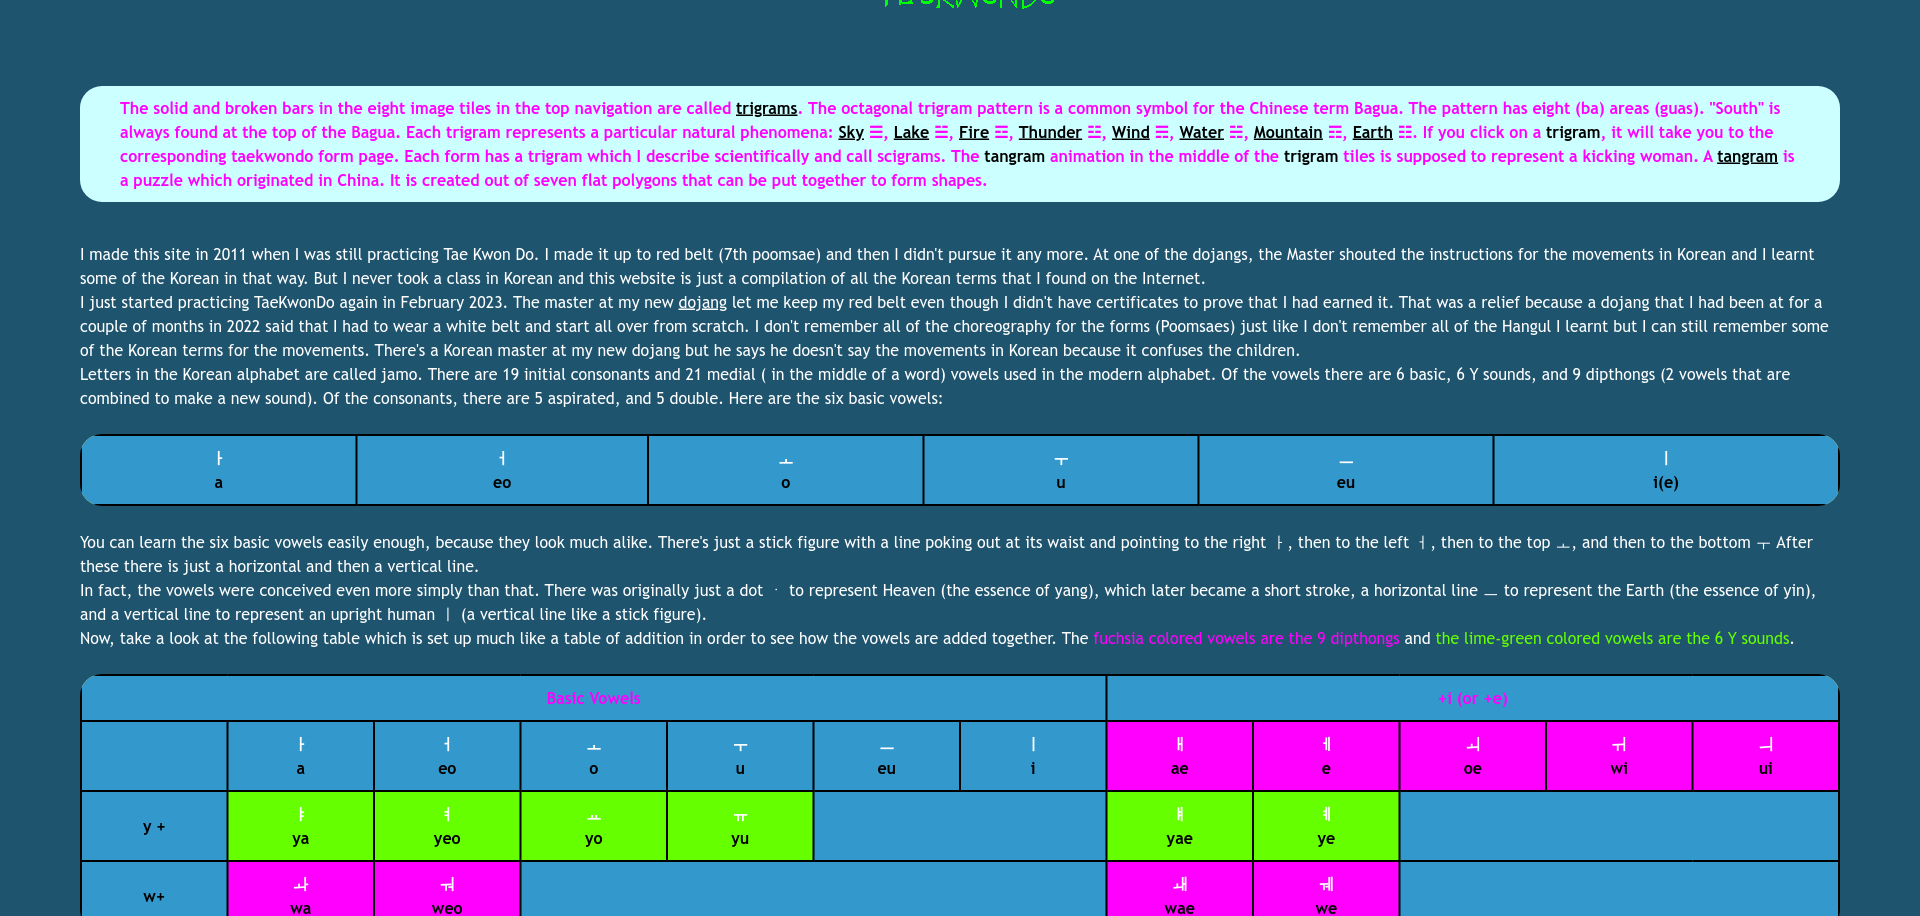 The solid and broken bars in the eight image tiles in the top navigation are called trigrams. The octagonal trigram pattern is a common symbol for the Chinese term Bagua. The pattern has eight (ba) areas (guas). "South" is
always found at the top of the Bagua. Each trigram represents a particular natural phenomena: Sky ☰, Lake ☱, Fire ☲, Thunder ☳, Wind ☴, Water ☵, Mountain ☶, Earth ☷. If you click on a trigram, it will take you to the
corresponding taekwondo form page. Each form has a trigram which I describe scientifically and call scigrams. The tangram animation in the middle of the trigram tiles is supposed to represent a kicking woman. A tangram is
a puzzle which originated in China. It is created out of seven flat polygons that can be put together to form shapes.
I made this site in 2011 when I was still practicing Tae Kwon Do. I made it up to red belt (7th poomsae) and then I didn't pursue it any more. At one of the dojangs, the Master shouted the instructions for the movements in Korean and I learnt
some of the Korean in that way. But I never took a class in Korean and this website is just a compilation of all the Korean terms that I found on the Internet.
I just started practicing TaeKwonDo again in February 2023. The master at my new dojang let me keep my red belt even though I didn't have certificates to prove that I had earned it. That was a relief because a dojang that I had been at for a
couple of months in 2022 said that I had to wear a white belt and start all over from scratch. I don't remember all of the choreography for the forms (Poomsaes) just like I don't remember all of the Hangul I learnt but I can still remember some
of the Korean terms for the movements. There's a Korean master at my new dojang but he says he doesn't say the movements in Korean because it confuses the children.
Letters in the Korean alphabet are called jamo. There are 19 initial consonants and 21 medial ( in the middle of a word) vowels used in the modern alphabet. Of the vowels there are 6 basic, 6 Y sounds, and 9 dipthongs (2 vowels that are
combined to make a new sound). Of the consonants, there are 5 aspirated, and 5 double. Here are the six basic vowels:
ㅏ ㅓ ㅗ ㅜ ㅡ ㅣ
a eo o u eu i(e)
You can learn the six basic vowels easily enough, because they look much alike. There's just a stick figure with a line poking out at its waist and pointing to the right ㅏ, then to the left ㅓ, then to the top ㅗ, and then to the bottom ㅜ After
these there is just a horizontal and then a vertical line.
In fact, the vowels were conceived even more simply than that. There was originally just a dot ㆍ to represent Heaven (the essence of yang), which later became a short stroke, a horizontal line ㅡ to represent the Earth (the essence of yin),
and a vertical line to represent an upright human ㅣ (a vertical line like a stick figure).
Now, take a look at the following table which is set up much like a table of addition in order to see how the vowels are added together. The fuchsia colored vowels are the 9 dipthongs and the lime-green colored vowels are the 6 Y sounds.
Basic Vowels +i (or +e)
ㅏ ㅓ ㅗ ㅜ ㅡ ㅣ ㅐ ㅔ ㅚ ㅟ ㅢ
a eo o u eu i ae e oe wi ui
y + ㅑ ㅕ ㅛ ㅠ ㅒ ㅖ
ya yeo yo yu yae ye
w+ ㅘ ㅝ ㅙ ㅞ
wa weo wae we